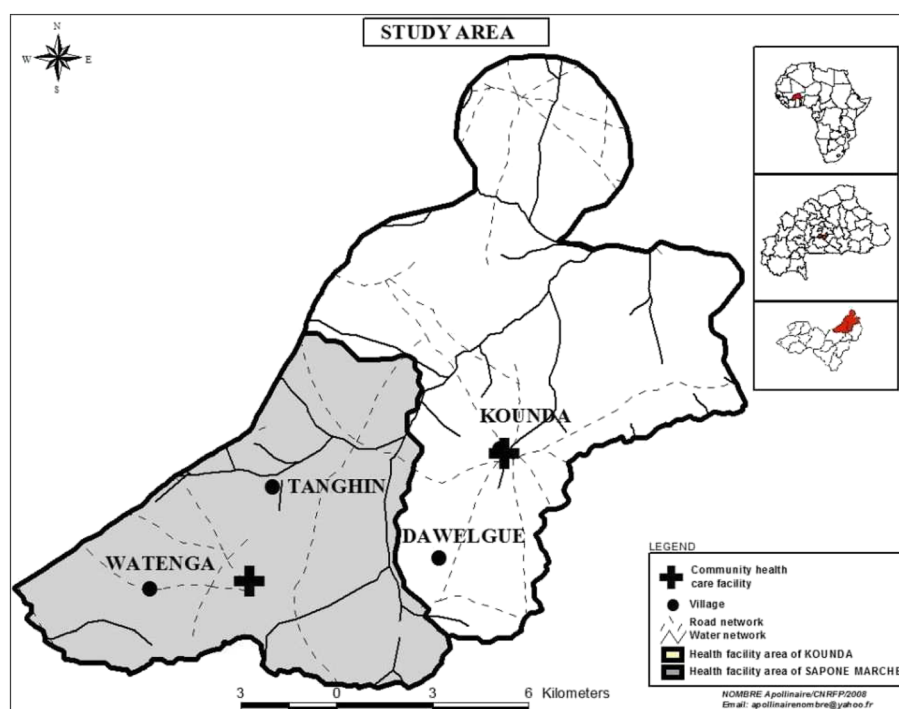 STUDY AREA
N
W E
S
KOUNDA
TANGHIN
DAWELGUE
WATENGA
LEGEND
Community health
care facility
Village
Road network
Water network
Health facility area of KOUNDA
Health facility area of SAPONE MARCHE
3 0 3 6 Kilometers
NOMBRE Apollinaire/CNRFP/2008
Email: apollinairenombre@yahoo.fr